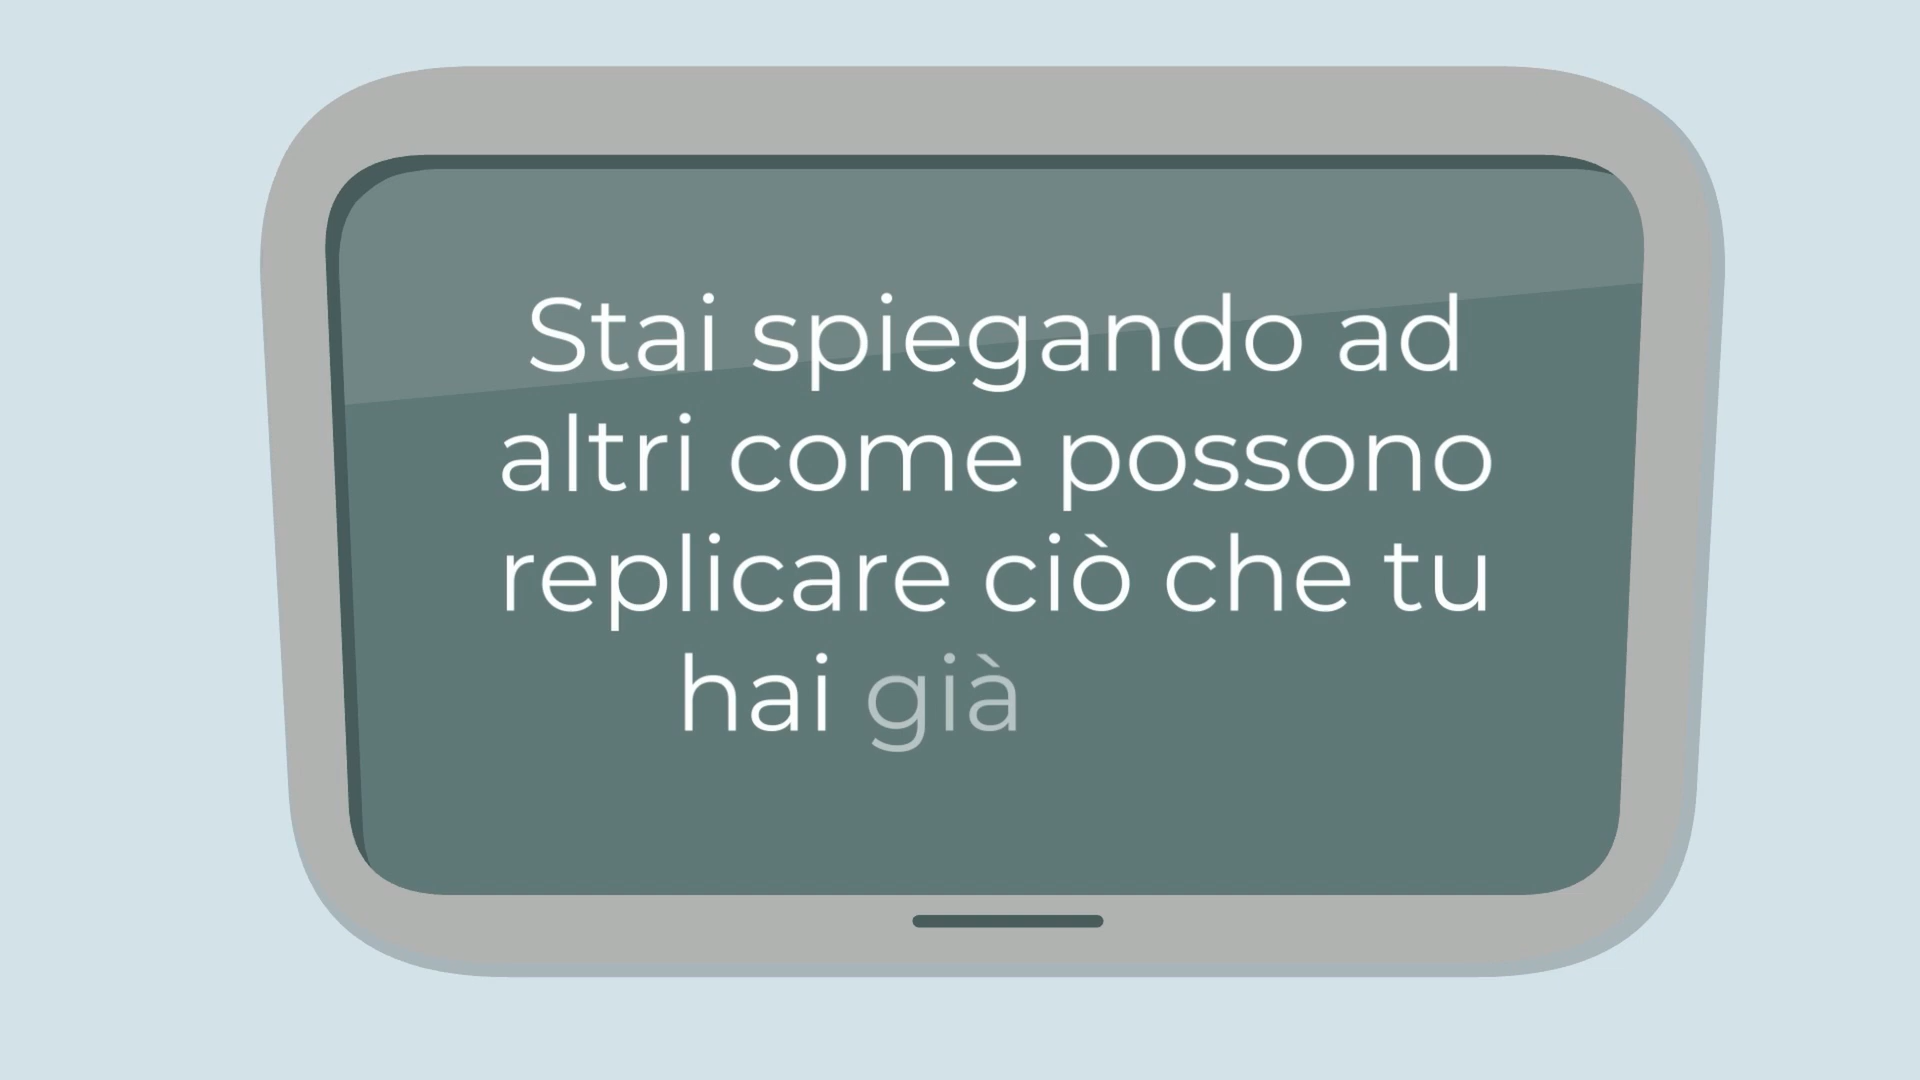 Stai spiegando ad
altri come possono
replicare ciò che tu
hai già